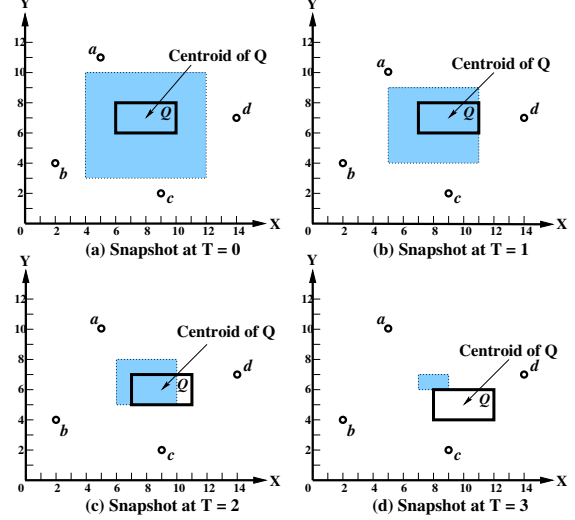 Y
12
10
8
6
4
2
0
2 4 6 8 10 12 14
X
a
b
c
d
Q
Centroid of Q
(a) Snapshot at T = 0
Y
12
10
8
6
4
2
0
2 4 6 8 10 12 14
X
a
b
c
d
Q
Centroid of Q
(b) Snapshot at T = 1
Y
12
10
8
6
4
2
0
2 4 6 8 10 12 14
X
a
b
c
d
Q
Centroid of Q
(c) Snapshot at T = 2
Y
12
10
8
6
4
2
0
2 4 6 8 10 12 14
X
a
b
c
d
Q
Centroid of Q
(d) Snapshot at T = 3